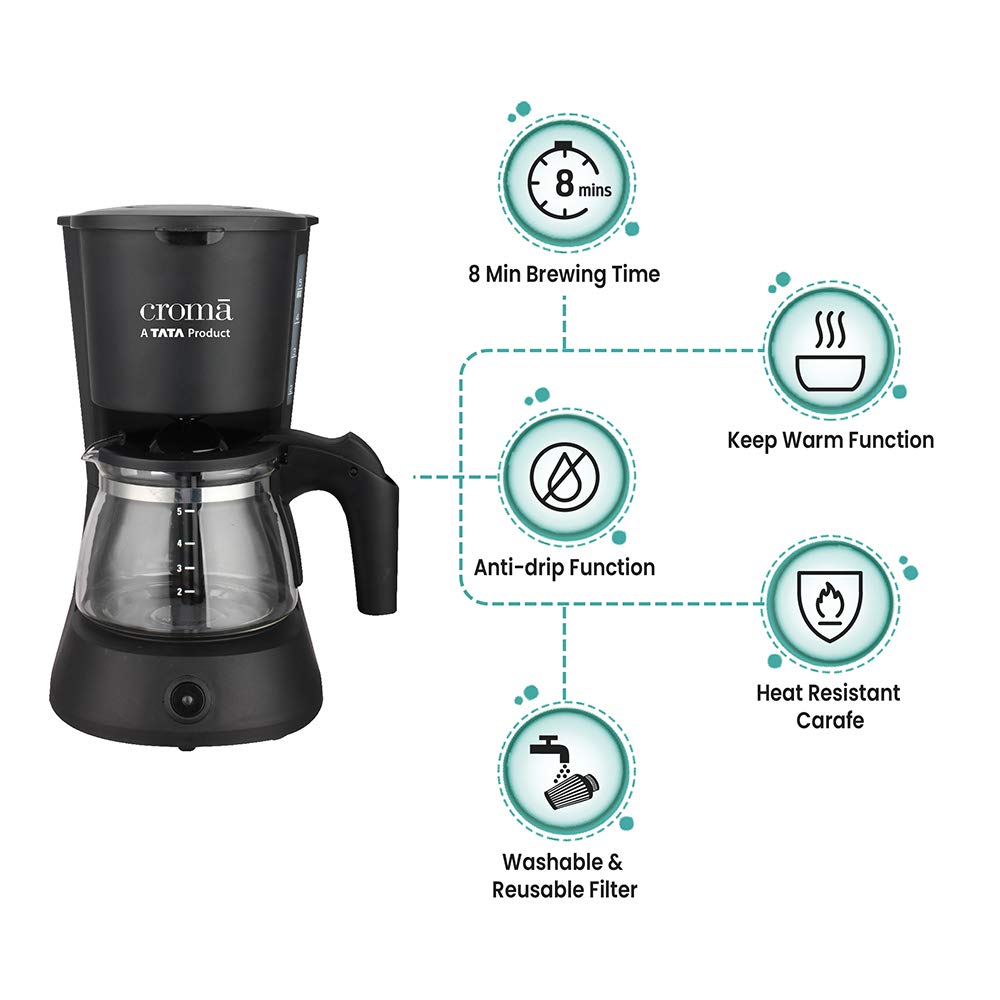 cromā
A TATA Product
5
4
3
2
8 mins
8 Min Brewing Time
Keep Warm Function
Anti-drip Function
Heat Resistant
Carafe
Washable &
Reusable Filter